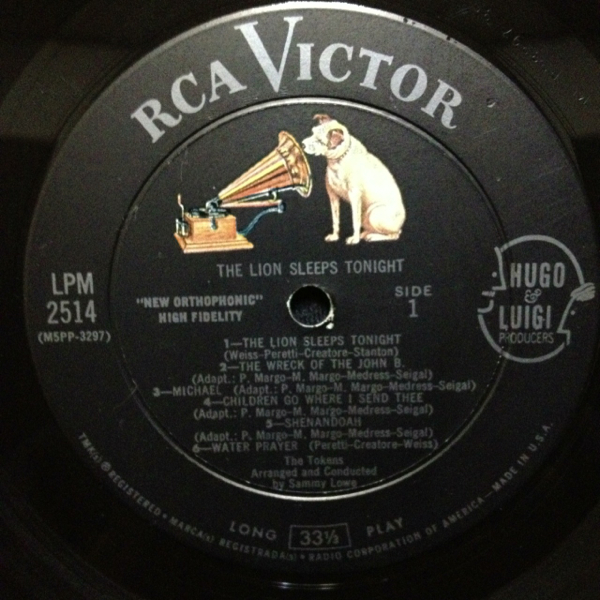 RCA VICTOR
THE LION SLEEPS TONIGHT
LPM
2514
(M5PP-3297)
"NEW ORTHOPHONIC"
HIGH FIDELITY
SIDE
1
HUGO
&
LUIGI
PRODUCERS
1—THE LION SLEEPS TONIGHT
(Weiss-Peretti-Creatore-Stanton)
2—THE WRECK OF THE JOHN B.
(Adapt.: P. Margo-M. Margo-Medress-Seigal)
3—MICHAEL (Adapt.: P. Margo-M. Margo-Medress-Seigal)
4—CHILDREN GO WHERE I SEND THEE
(Adapt.: P. Margo-M. Margo-Medress-Seigal)
5—SHENANDOAH
(Adapt.: P. Margo-M. Margo-Medress-Seigal)
6—WATER PRAYER (Peretti-Creatore-Weiss)
The Tokens
Arranged and Conducted
by Sammy Lowe
LONG 33⅓ PLAY
TMK(s) ® REGISTERED • MARCA(s) REGISTRADA(s) • RADIO CORPORATION OF AMERICA—MADE IN U.S.A.